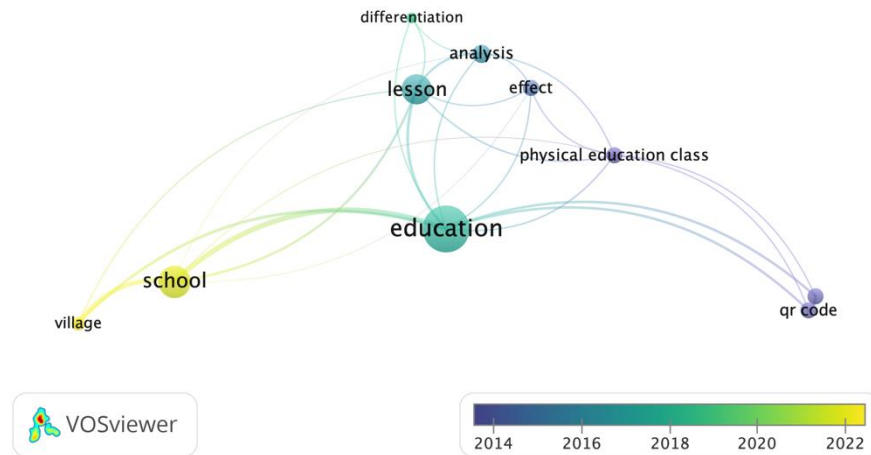 differentiation
analysis
lesson
effect
physical education class
education
school
village
qr code
VOSviewer
2014
2016
2018
2020
2022